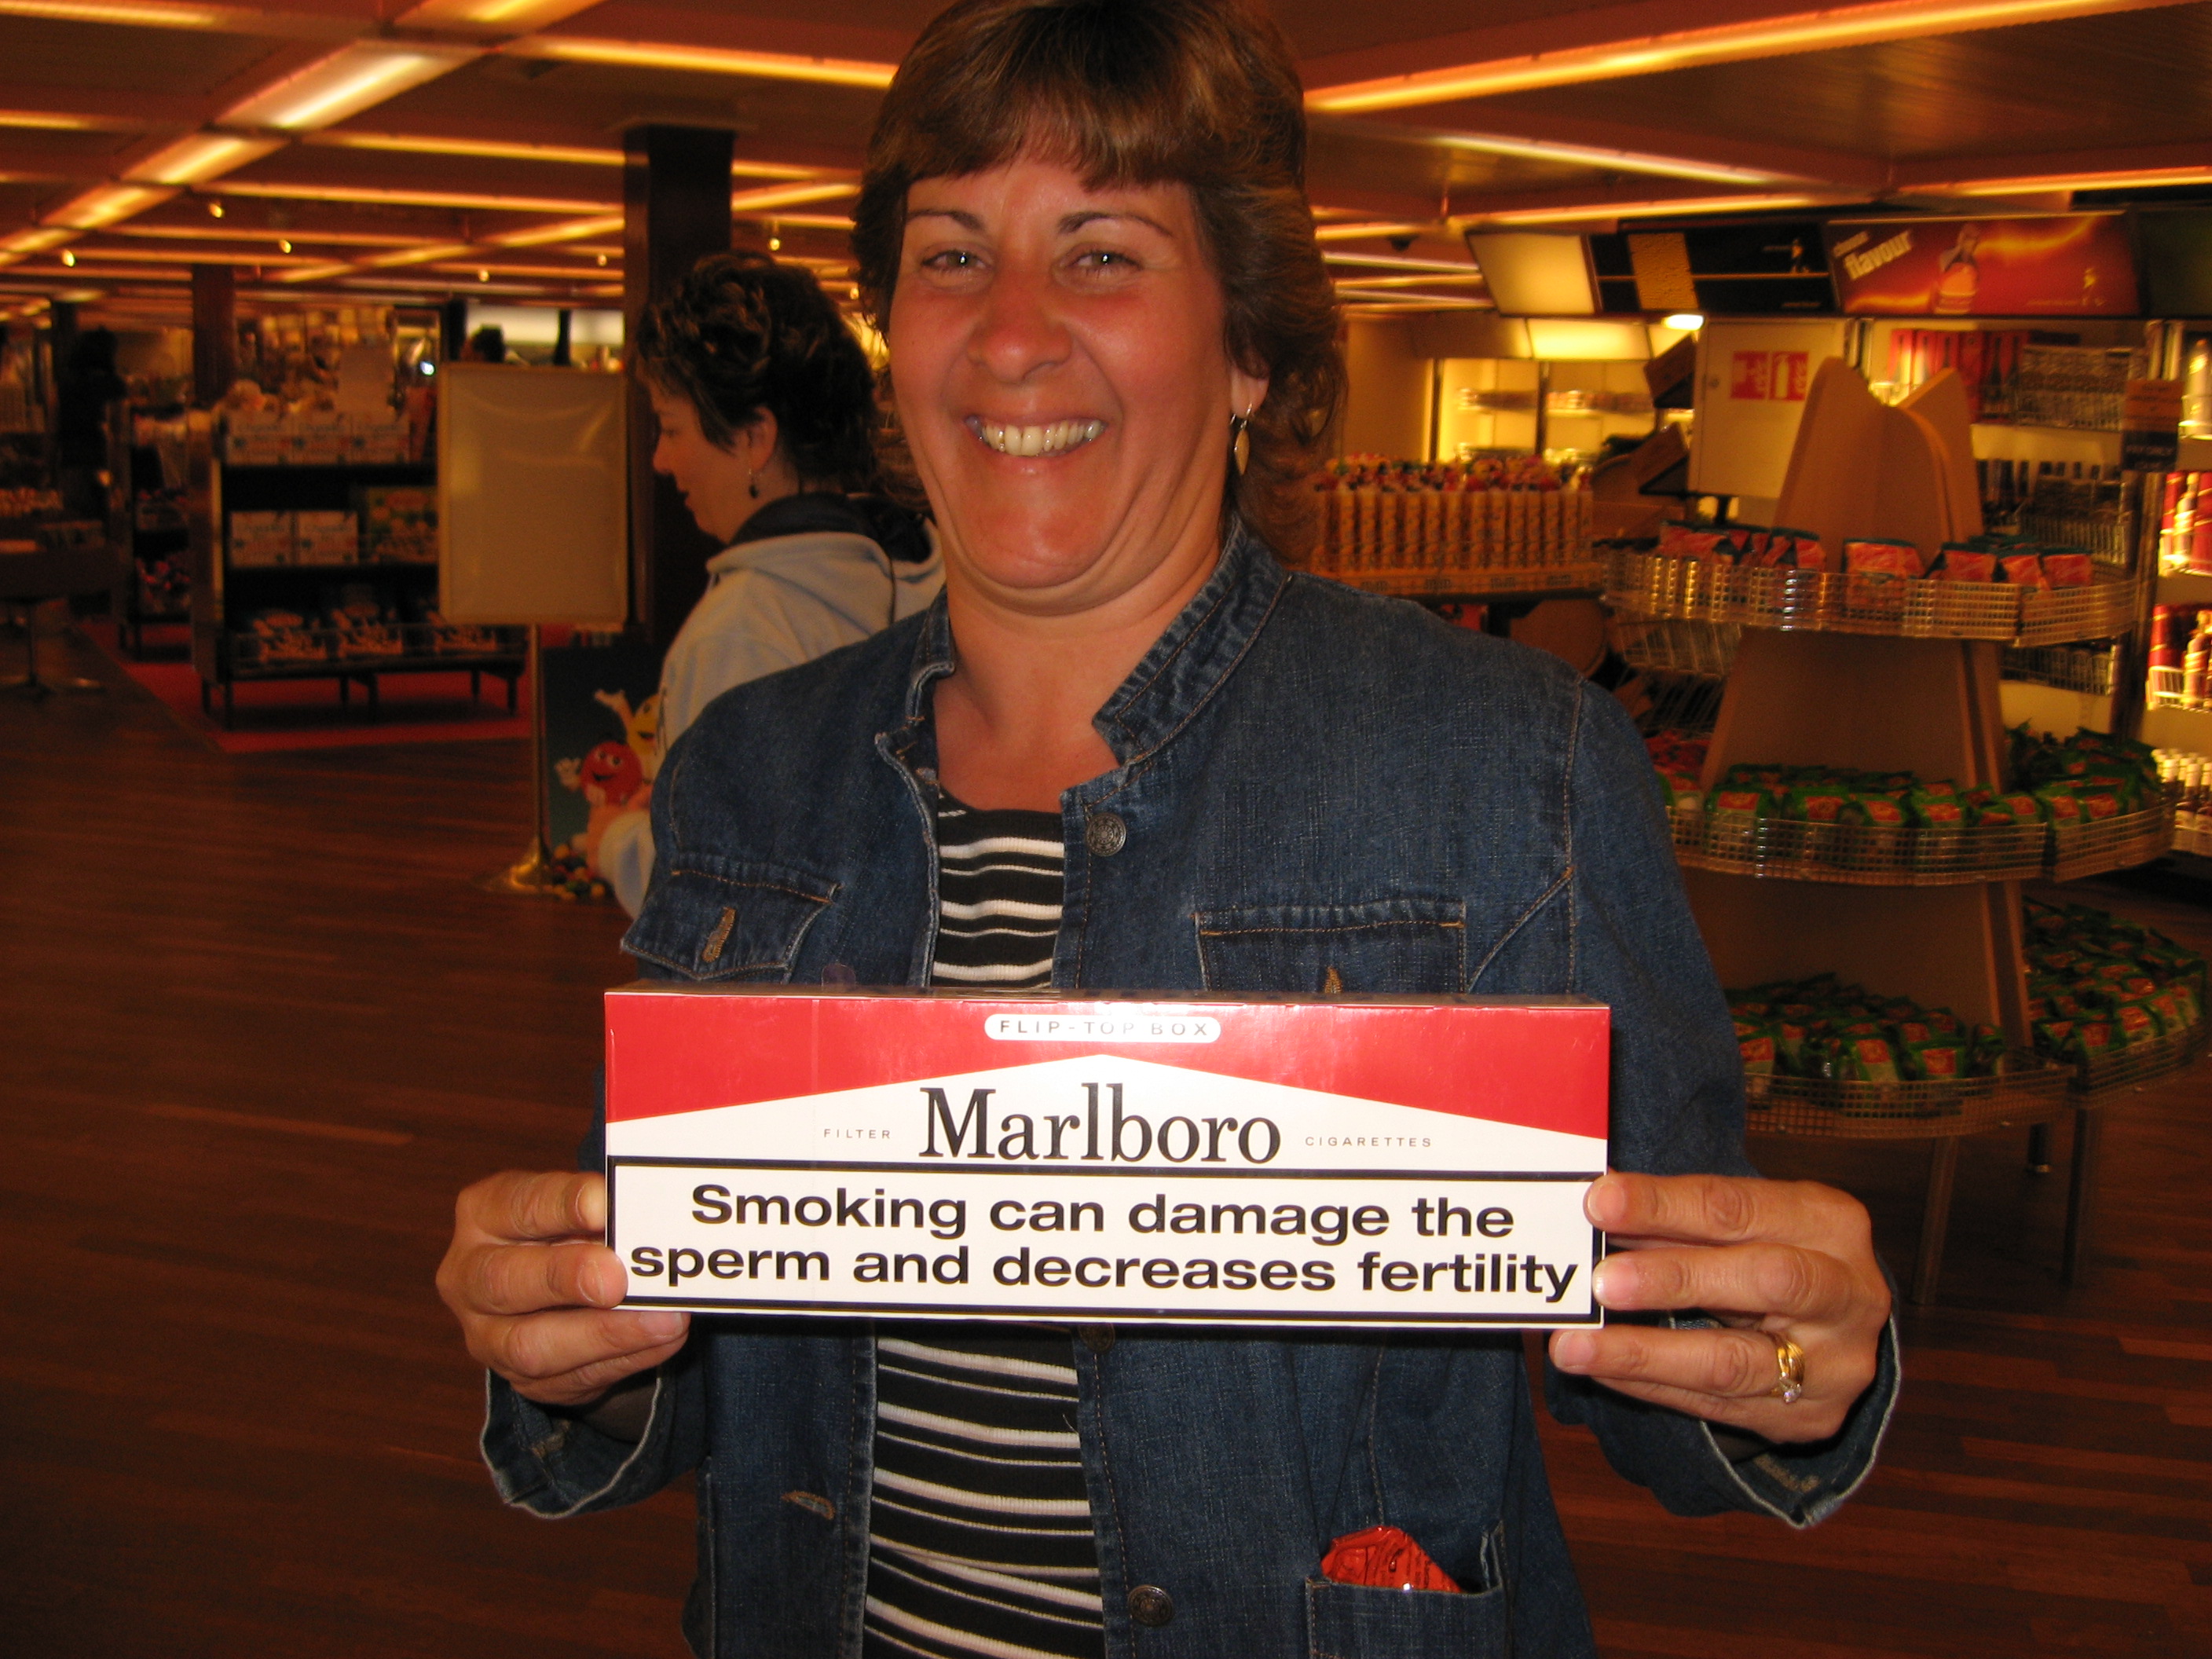 flavour
FLIP-TOP BOX
FILTER Marlboro CIGARETTES
Smoking can damage the
sperm and decreases fertility